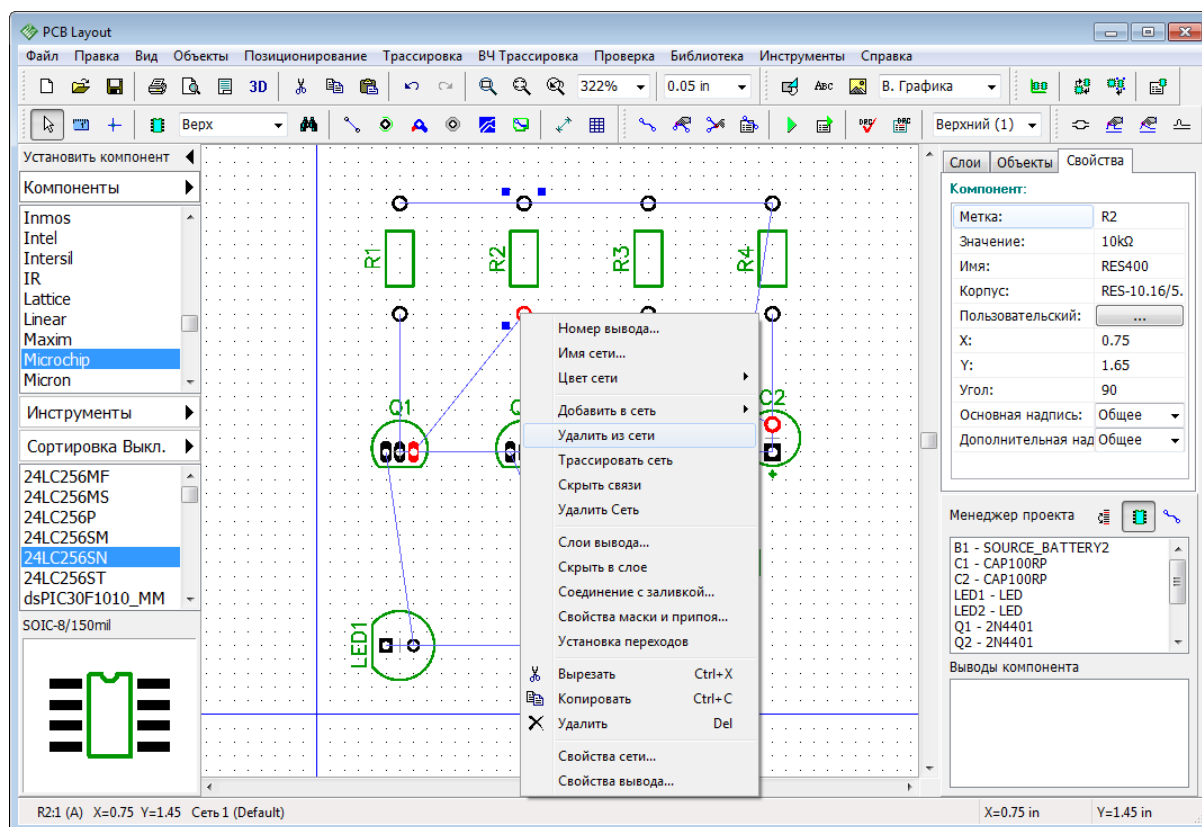 PCB Layout
Файл Правка Вид Объекты Позиционирование Трассировка ВЧ Трассировка Проверка Библиотека Инструменты Справка
3D 322% 0.05 in ABC В. Графика
Верх DRC DRC Верхний (1)
Установить компонент
Компоненты
Inmos
Intel
Intersil
IR
Lattice
Linear
Maxim
Microchip
Micron
Инструменты
Сортировка Выкл.
24LC256MF
24LC256MS
24LC256P
24LC256SM
24LC256SN
24LC256ST
dsPIC30F1010_MM
SOIC-8/150mil
R1 R2 R3 R4
Q1 C2
LED1
Номер вывода...
Имя сети...
Цвет сети
Добавить в сеть
Удалить из сети
Трассировать сеть
Скрыть связи
Удалить Сеть
Слои вывода...
Скрыть в слое
Соединение с заливкой...
Свойства маски и припоя...
Установка переходов
Вырезать Ctrl+X
Копировать Ctrl+C
Удалить Del
Свойства сети...
Свойства вывода...
Слои Объекты Свойства
Компонент:
Метка: R2
Значение: 10kΩ
Имя: RES400
Корпус: RES-10.16/5.
Пользовательский: ...
X: 0.75
Y: 1.65
Угол: 90
Основная надпись: Общее
Дополнительная над Общее
Менеджер проекта
B1 - SOURCE_BATTERY2
C1 - CAP100RP
C2 - CAP100RP
LED1 - LED
LED2 - LED
Q1 - 2N4401
Q2 - 2N4401
Выводы компонента
R2:1 (A) X=0.75 Y=1.45 Сеть 1 (Default) X=0.75 in Y=1.45 in